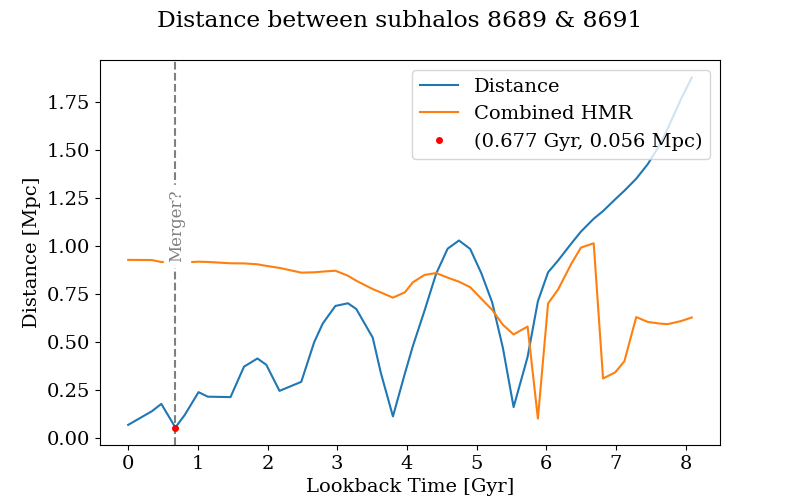 Distance between subhalos 8689 & 8691
Distance
Combined HMR
(0.677 Gyr, 0.056 Mpc)
Merger?
Distance [Mpc]
1.75
1.50
1.25
1.00
0.75
0.50
0.25
0.00
0 1 2 3 4 5 6 7 8
Lookback Time [Gyr]